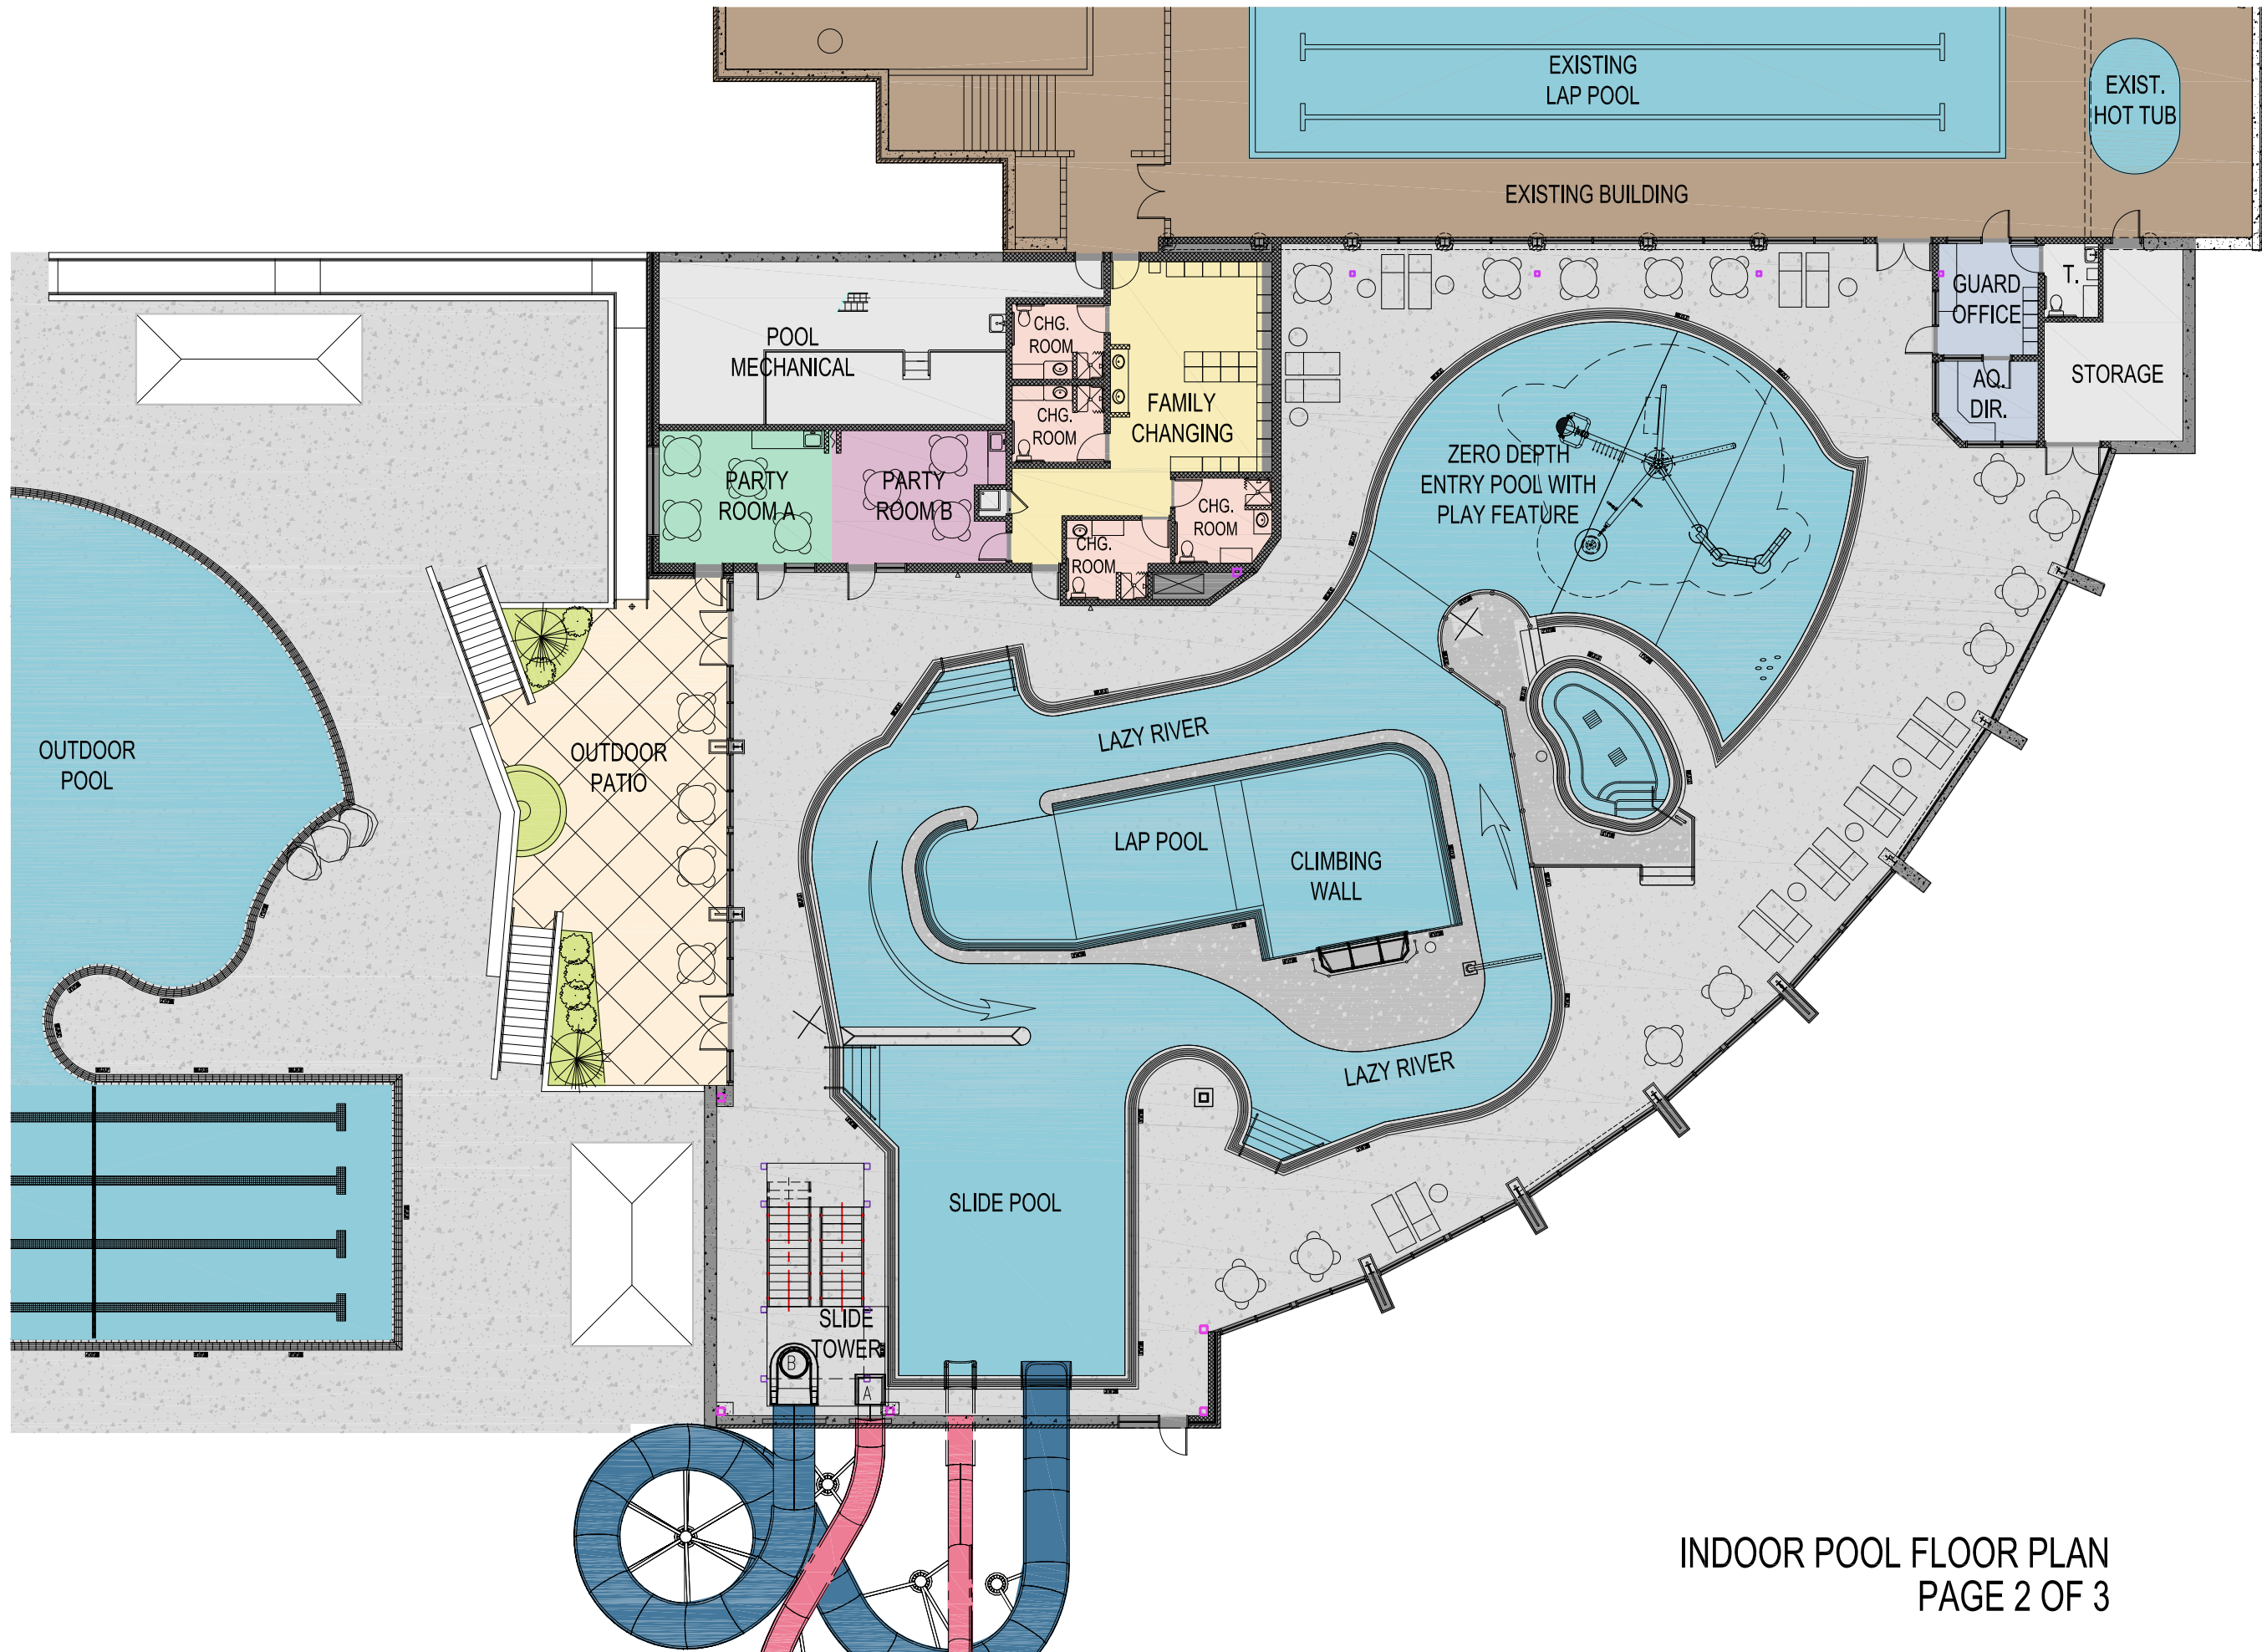 EXISTING
LAP POOL
EXIST.
HOT TUB
EXISTING BUILDING
POOL
MECHANICAL
CHG.
ROOM
CHG.
ROOM
FAMILY
CHANGING
GUARD
OFFICE
T.
STORAGE
AQ.
DIR.
PARTY
ROOM A
PARTY
ROOM B
CHG.
ROOM
CHG.
ROOM
ZERO DEPTH
ENTRY POOL WITH
PLAY FEATURE
OUTDOOR
POOL
OUTDOOR
PATIO
LAZY RIVER
LAP POOL
CLIMBING
WALL
LAZY RIVER
SLIDE POOL
SLIDE
TOWER
B
A
INDOOR POOL FLOOR PLAN
PAGE 2 OF 3